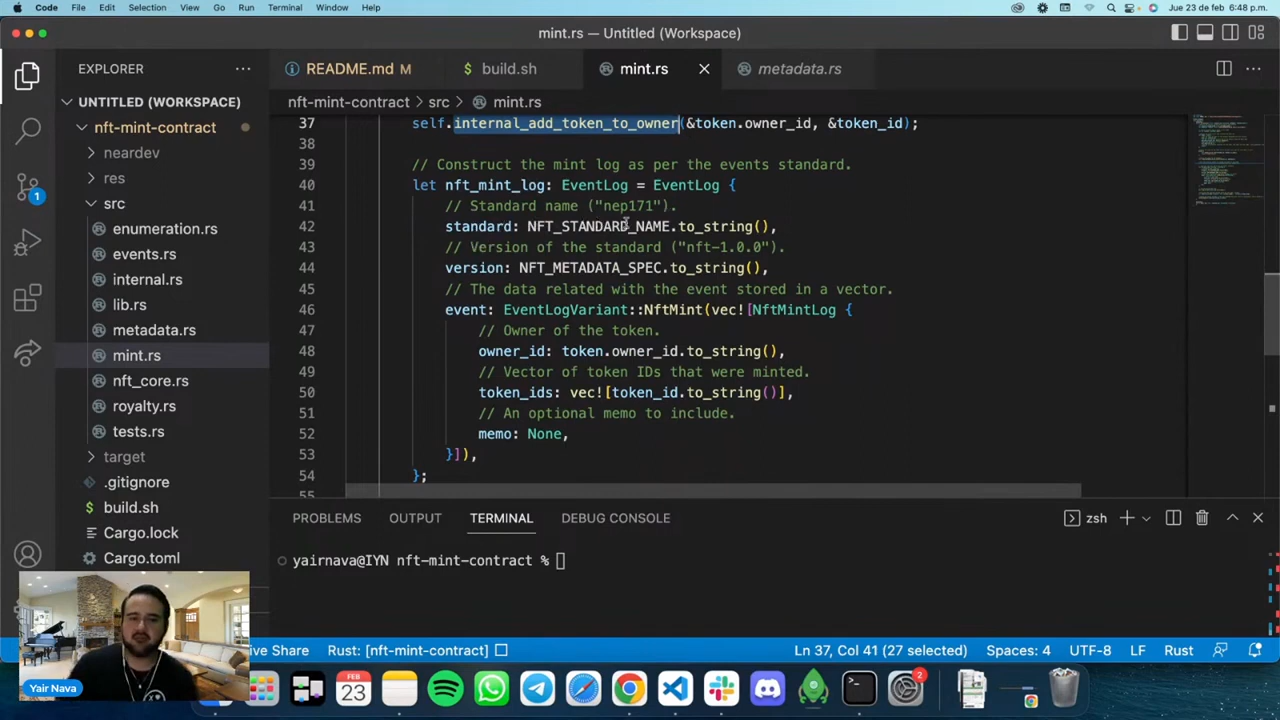 Code File Edit Selection View Go Run Terminal Window Help
Jue 23 de feb 6:48 p.m.
mint.rs — Untitled (Workspace)
EXPLORER
README.md M
build.sh
mint.rs
metadata.rs
UNTITLED (WORKSPACE)
nft-mint-contract
neardev
res
src
enumeration.rs
events.rs
internal.rs
lib.rs
metadata.rs
mint.rs
nft_core.rs
royalty.rs
tests.rs
target
.gitignore
build.sh
Cargo.lock
Cargo.toml
1
nft-mint-contract > src > mint.rs
37 self.internal_add_token_to_owner(&token.owner_id, &token_id);
38
39 // Construct the mint log as per the events standard.
40 let nft_mint_log: EventLog = EventLog {
41 // Standard name ("nep171").
42 standard: NFT_STANDARD_NAME.to_string(),
43 // Version of the standard ("nft-1.0.0").
44 version: NFT_METADATA_SPEC.to_string(),
45 // The data related with the event stored in a vector.
46 event: EventLogVariant::NftMint(vec![NftMintLog {
47 // Owner of the token.
48 owner_id: token.owner_id.to_string(),
49 // Vector of token IDs that were minted.
50 token_ids: vec![token_id.to_string()],
51 // An optional memo to include.
52 memo: None,
53 }]),
54 };
55
PROBLEMS OUTPUT TERMINAL DEBUG CONSOLE
zsh
yairnava@IYN nft-mint-contract %
ive Share Rust: [nft-mint-contract]
Ln 37, Col 41 (27 selected) Spaces: 4 UTF-8 LF Rust
Yair Nava
FEB
23
2